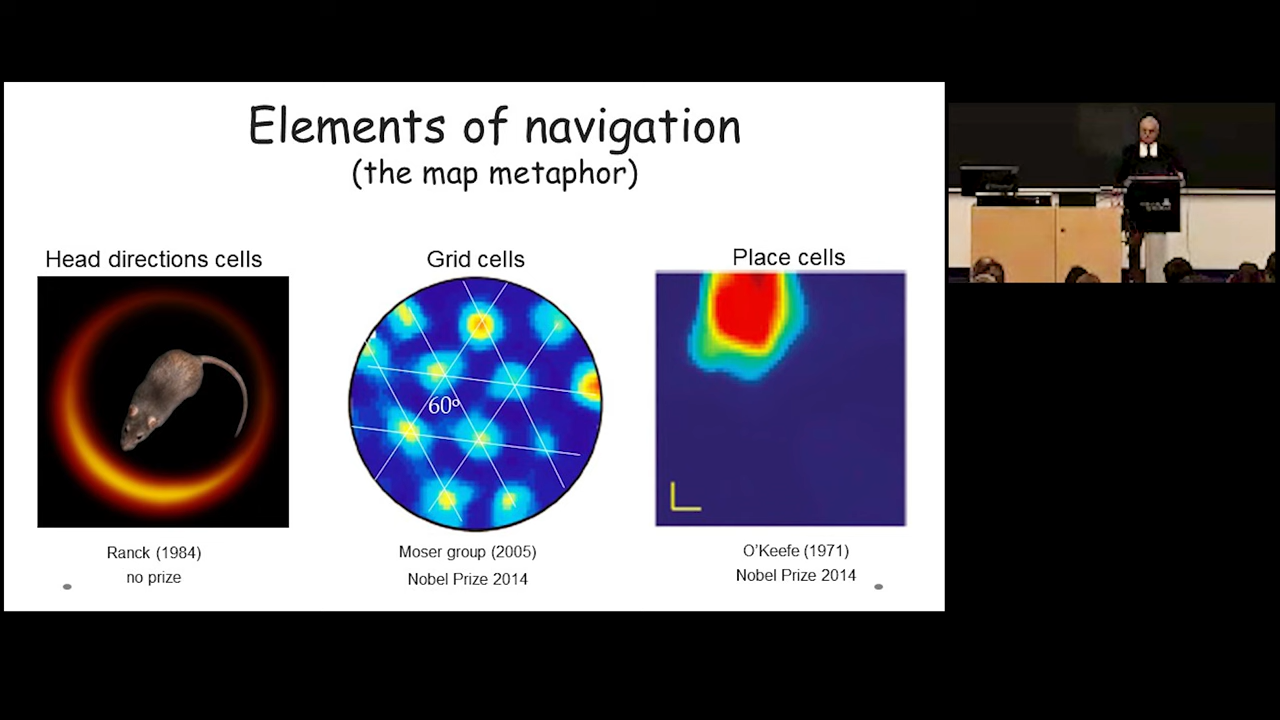 Elements of navigation
(the map metaphor)
Head directions cells
Grid cells
Place cells
60º
Ranck (1984)
no prize
Moser group (2005)
Nobel Prize 2014
O'Keefe (1971)
Nobel Prize 2014